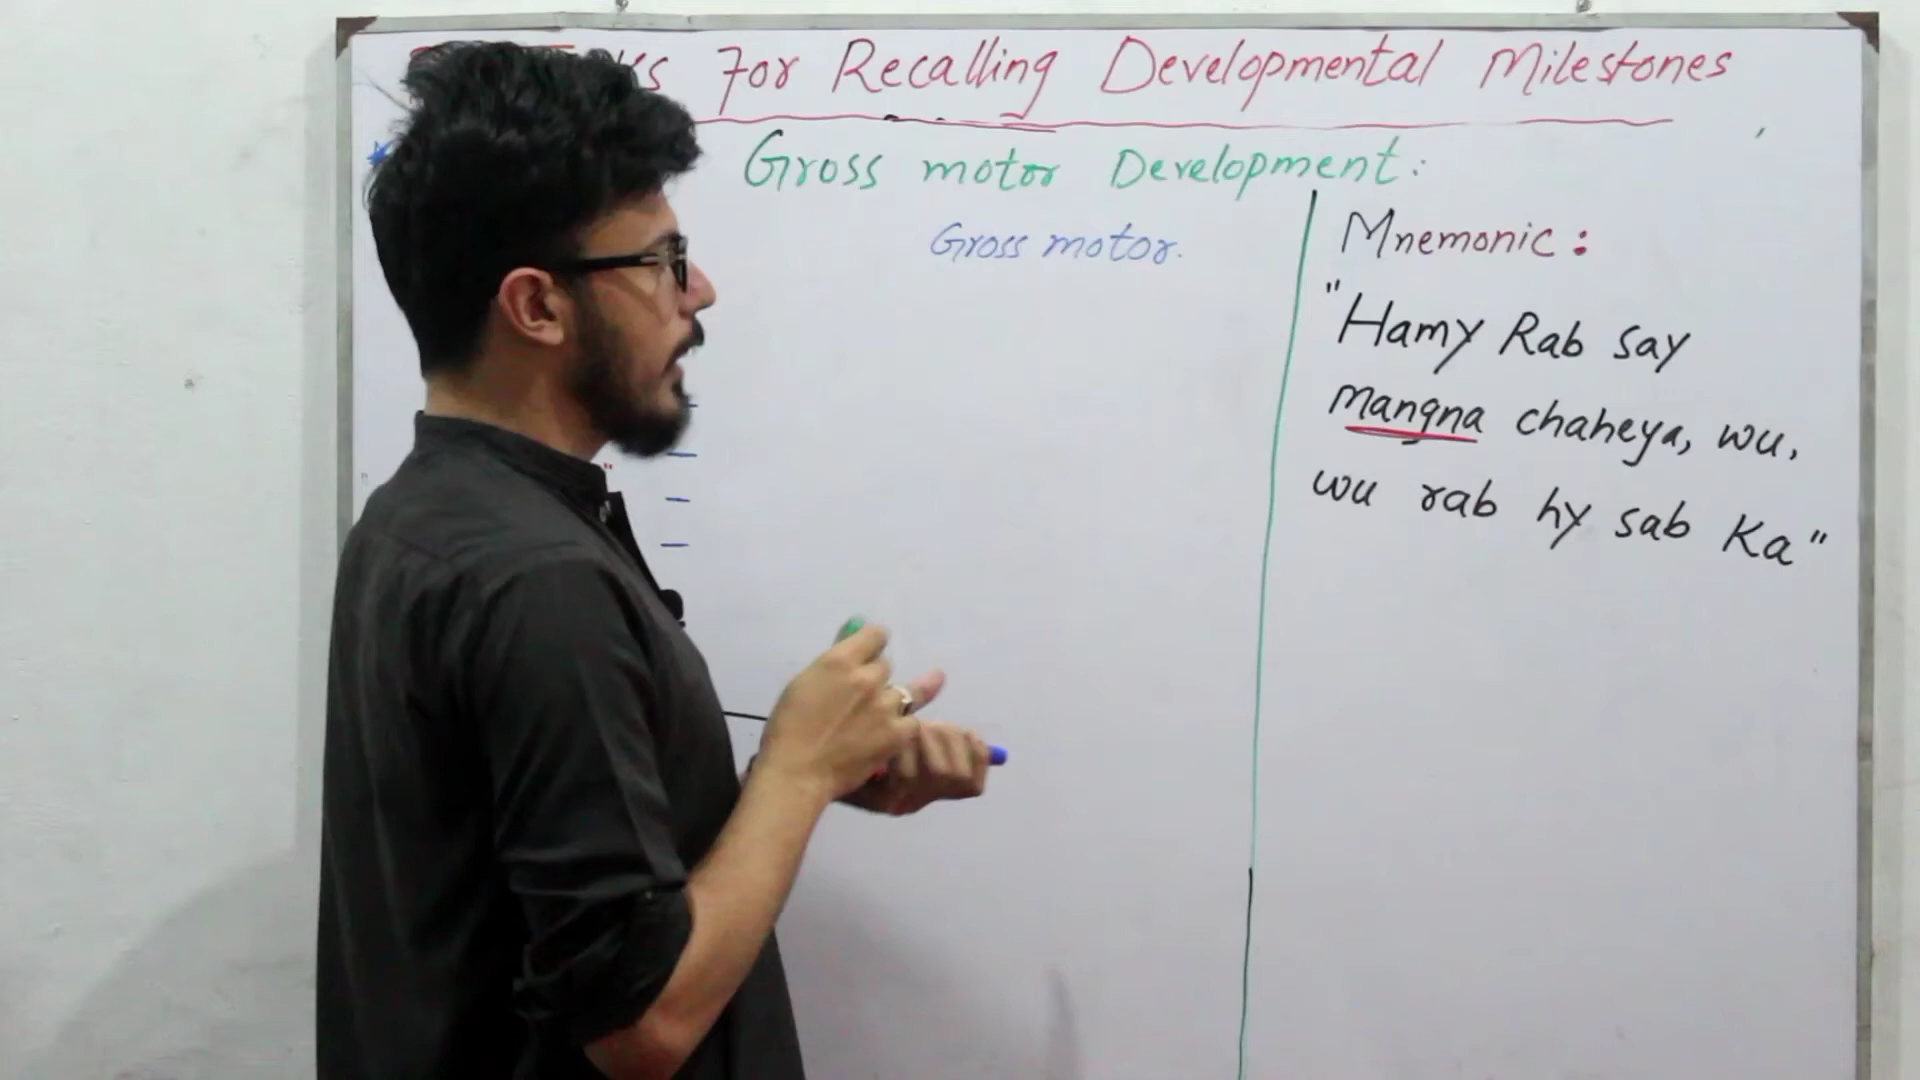 For Recalling Developmental Milestones
Gross motor Development:
Gross motor.
Mnemonic:
"Hamy Rab say
mangna chaheya, wu,
wu rab hy sab Ka"